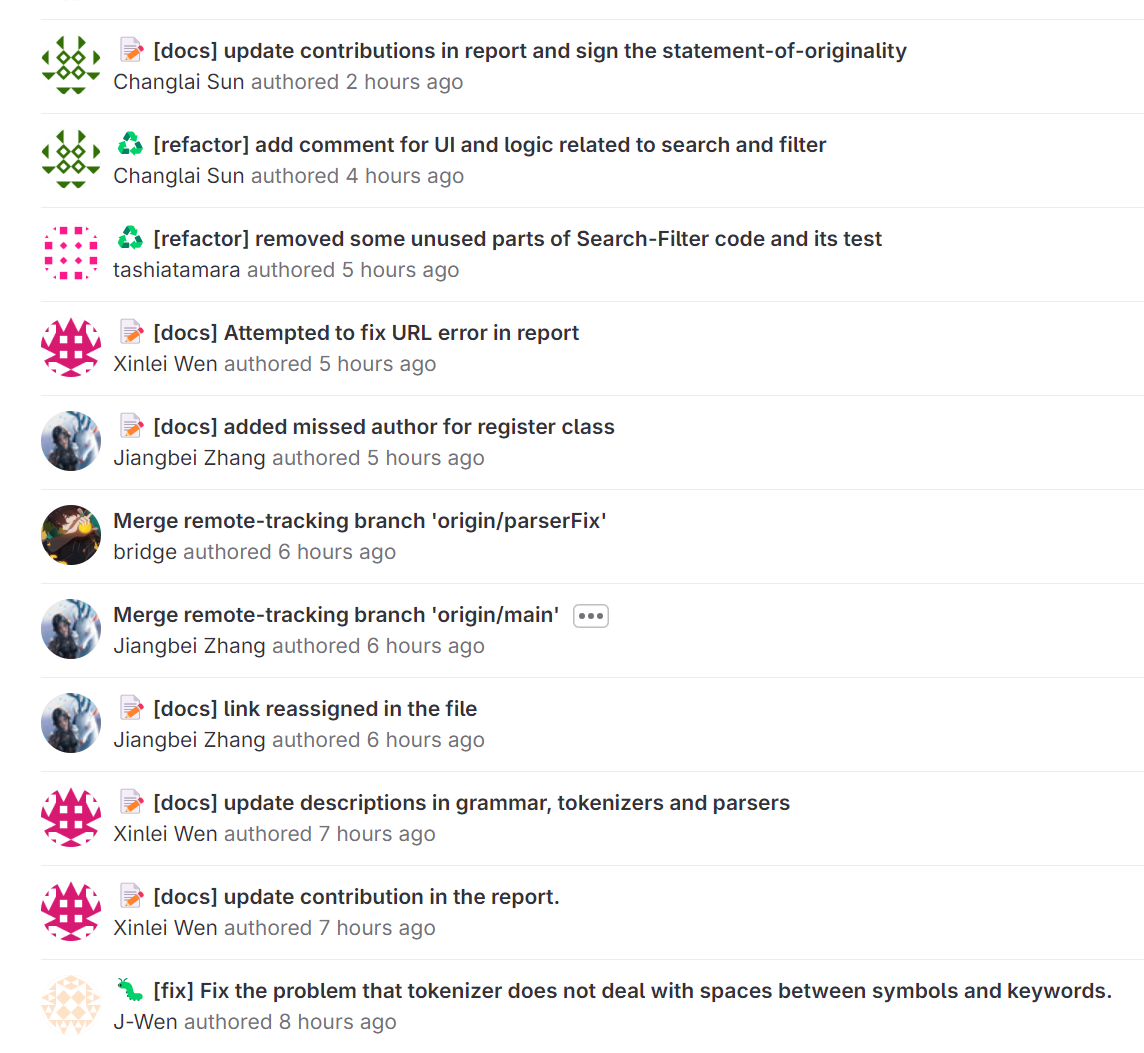 📝 [docs] update contributions in report and sign the statement-of-originality
Changlai Sun authored 2 hours ago
♻️ [refactor] add comment for UI and logic related to search and filter
Changlai Sun authored 4 hours ago
♻️ [refactor] removed some unused parts of Search-Filter code and its test
tashiatamara authored 5 hours ago
📝 [docs] Attempted to fix URL error in report
Xinlei Wen authored 5 hours ago
📝 [docs] added missed author for register class
Jiangbei Zhang authored 5 hours ago
Merge remote-tracking branch 'origin/parserFix'
bridge authored 6 hours ago
Merge remote-tracking branch 'origin/main'
Jiangbei Zhang authored 6 hours ago
📝 [docs] link reassigned in the file
Jiangbei Zhang authored 6 hours ago
📝 [docs] update descriptions in grammar, tokenizers and parsers
Xinlei Wen authored 7 hours ago
📝 [docs] update contribution in the report.
Xinlei Wen authored 7 hours ago
🐛 [fix] Fix the problem that tokenizer does not deal with spaces between symbols and keywords.
J-Wen authored 8 hours ago